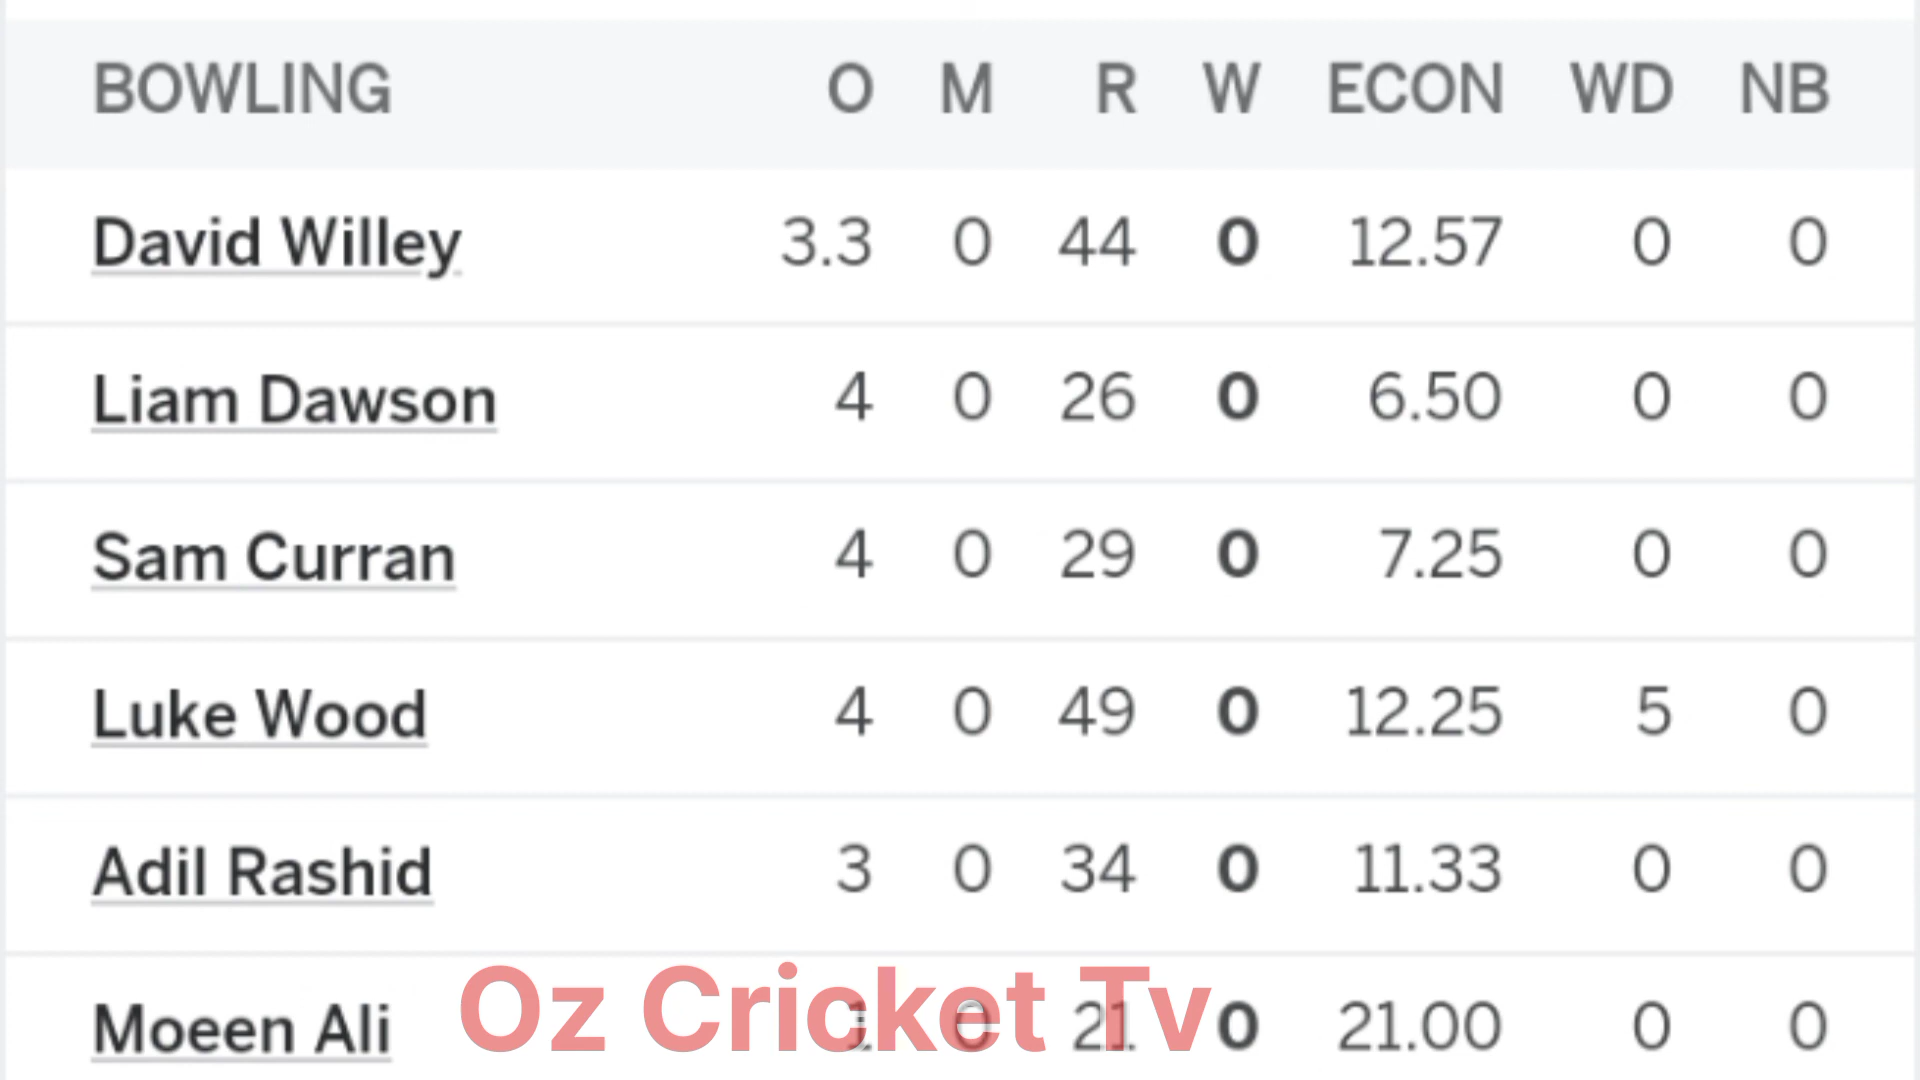 BOWLING O M R W ECON WD NB
David Willey 3.3 0 44 0 12.57 0 0
Liam Dawson 4 0 26 0 6.50 0 0
Sam Curran 4 0 29 0 7.25 0 0
Luke Wood 4 0 49 0 12.25 5 0
Adil Rashid 3 0 34 0 11.33 0 0
Moeen Ali 1 0 21 0 21.00 0 0
Oz Cricket Tv